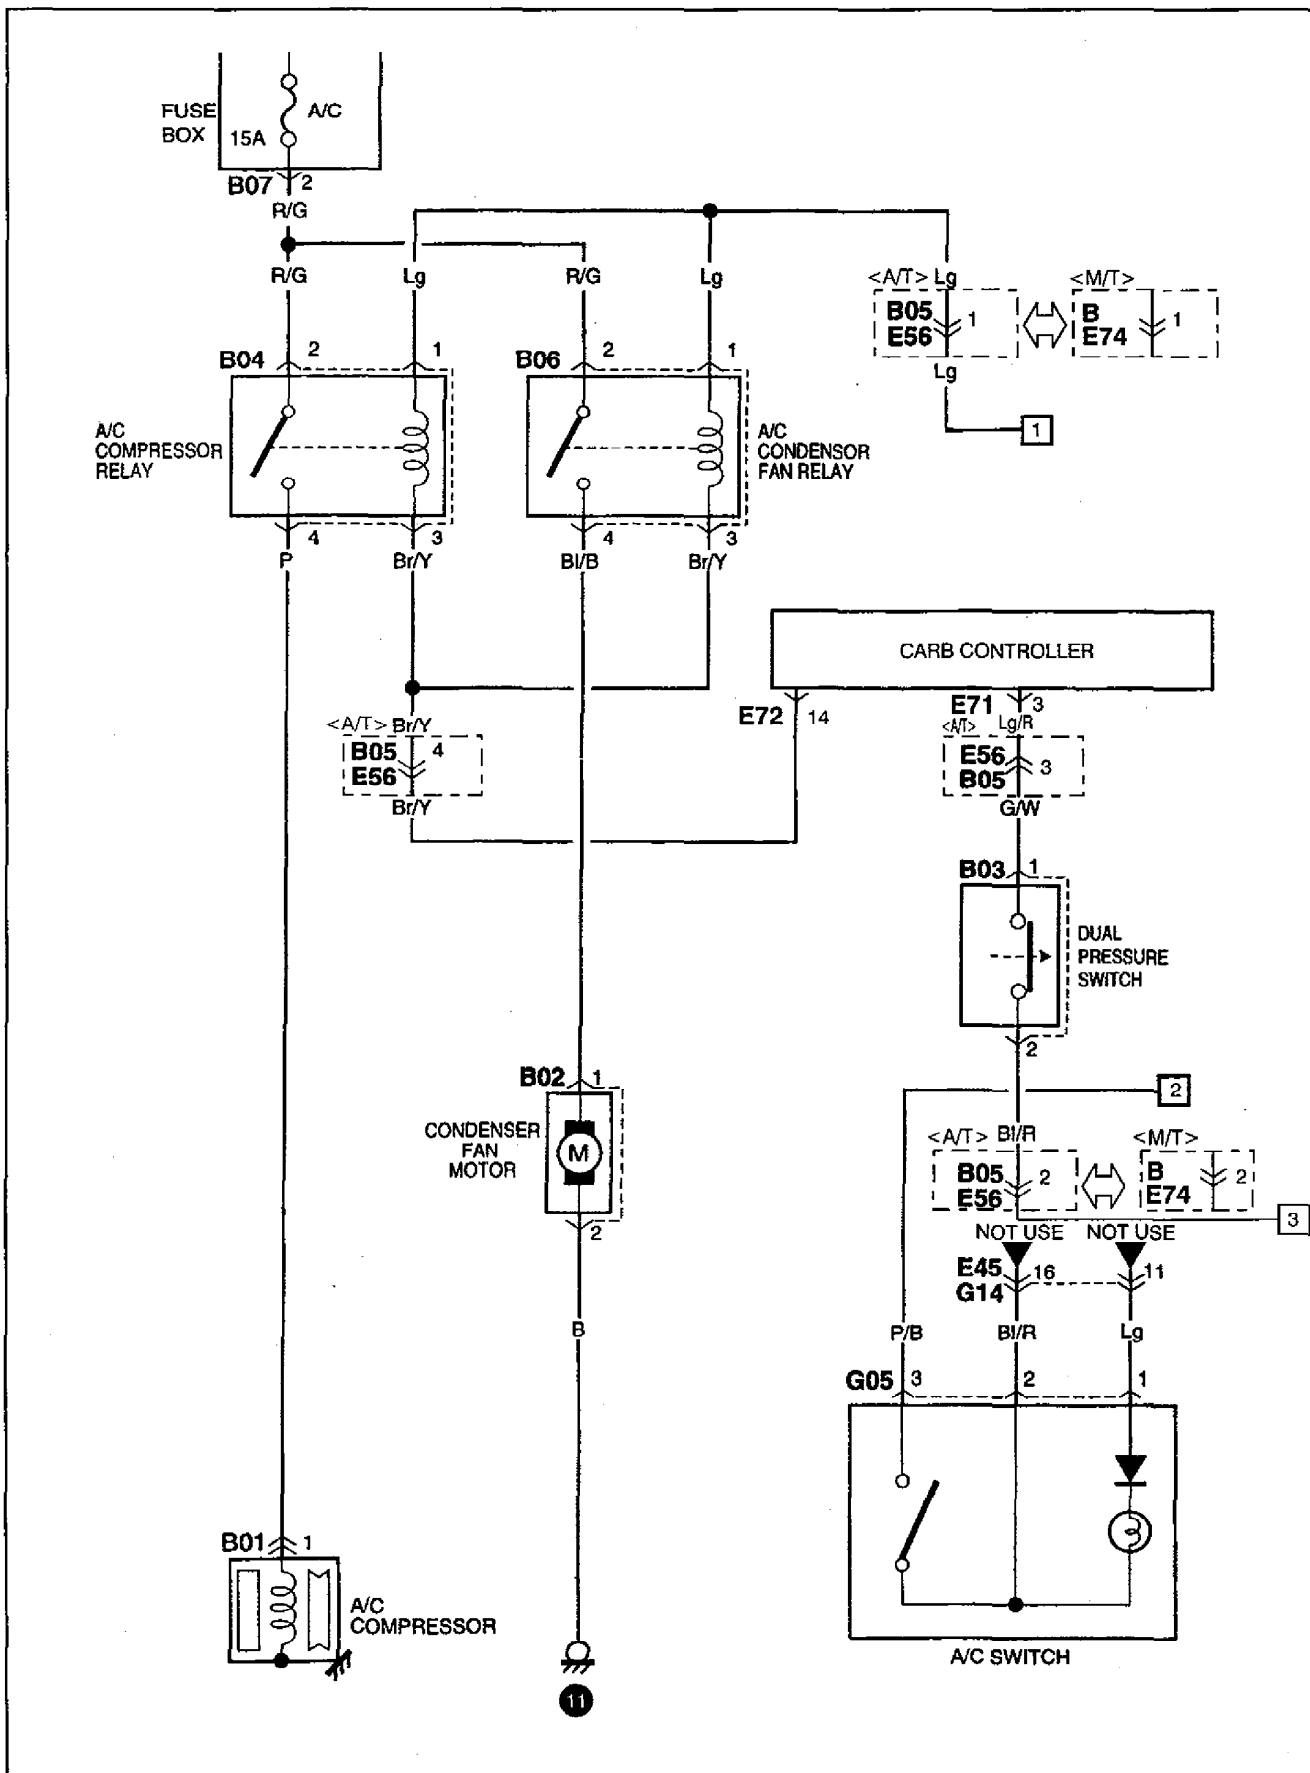 FUSE BOX
15A
A/C
B07 2
R/G
R/G Lg R/G Lg
<A/T> Lg
<M/T>
B05
E56
1
B
E74
1
Lg
1
B04 2 1
B06 2 1
A/C
COMPRESSOR
RELAY
A/C
CONDENSOR
FAN RELAY
4 3 4 3
P Br/Y Bl/B Br/Y
CARB CONTROLLER
E72 14
E71 3
<A/T> Br/Y
B05
E56
4
Br/Y
<A/T> Lg/R
E56
B05
3
G/W
B03 1
DUAL
PRESSURE
SWITCH
2
B02 1
CONDENSER
FAN
MOTOR
M
2
B
11
2
<A/T> Bl/R
<M/T>
B05
E56
2
B
E74
2
3
NOT USE NOT USE
E45
G14
16 11
P/B Bl/R Lg
G05 3 2 1
A/C SWITCH
B01 1
A/C
COMPRESSOR